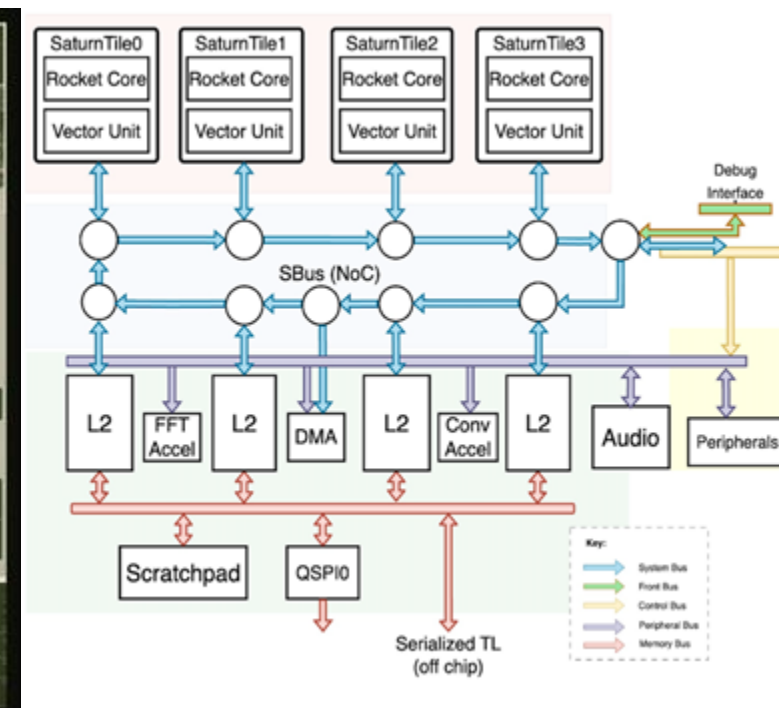 SaturnTile0
Rocket Core
Vector Unit
SaturnTile1
Rocket Core
Vector Unit
SaturnTile2
Rocket Core
Vector Unit
SaturnTile3
Rocket Core
Vector Unit
Debug
Interface
SBus (NoC)
L2
FFT
Accel
L2
DMA
L2
Conv
Accel
L2
Audio
Peripherals
Scratchpad
QSPI0
Serialized TL
(off chip)
Key:
System Bus
Front Bus
Control Bus
Peripheral Bus
Memory Bus